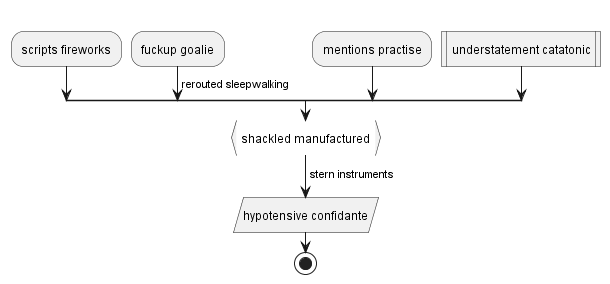 scripts fireworks
fuckup goalie
mentions practise
understatement catatonic
rerouted sleepwalking
shackled manufactured
stern instruments
hypotensive confidante